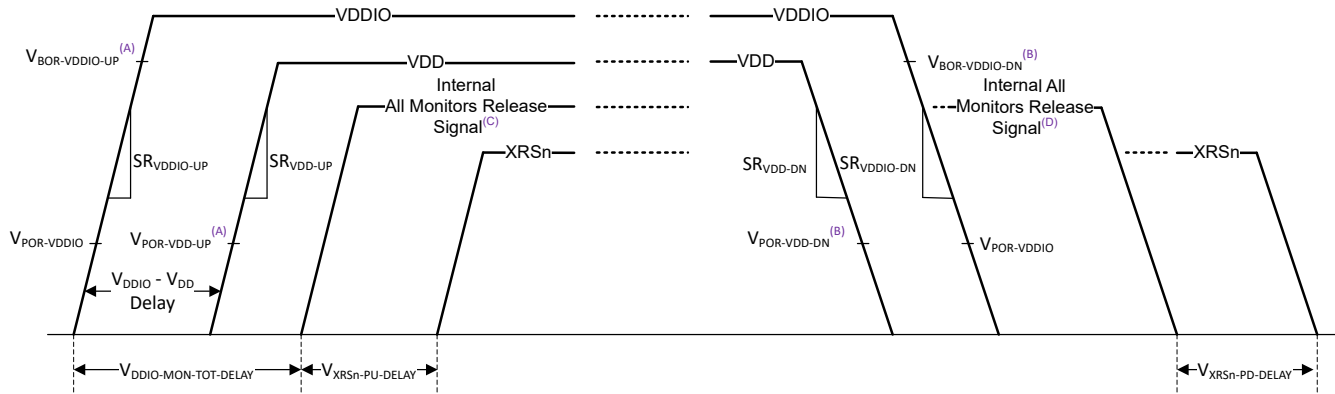 VDDIO
VDDIO
VBOR-VDDIO-UP(A)
VBOR-VDDIO-DN(B)
VDD
VDD
Internal
All Monitors Release
Signal(C)
Internal All
Monitors Release
Signal(D)
SRVDDIO-UP
SRVDD-UP
XRSn
SRVDD-DN
SRVDDIO-DN
XRSn
VPOR-VDDIO
VPOR-VDD-UP(A)
VPOR-VDD-DN(B)
VPOR-VDDIO
VDDIO - VDD
Delay
VDDIO-MON-TOT-DELAY
VXRSn-PU-DELAY
VXRSn-PD-DELAY